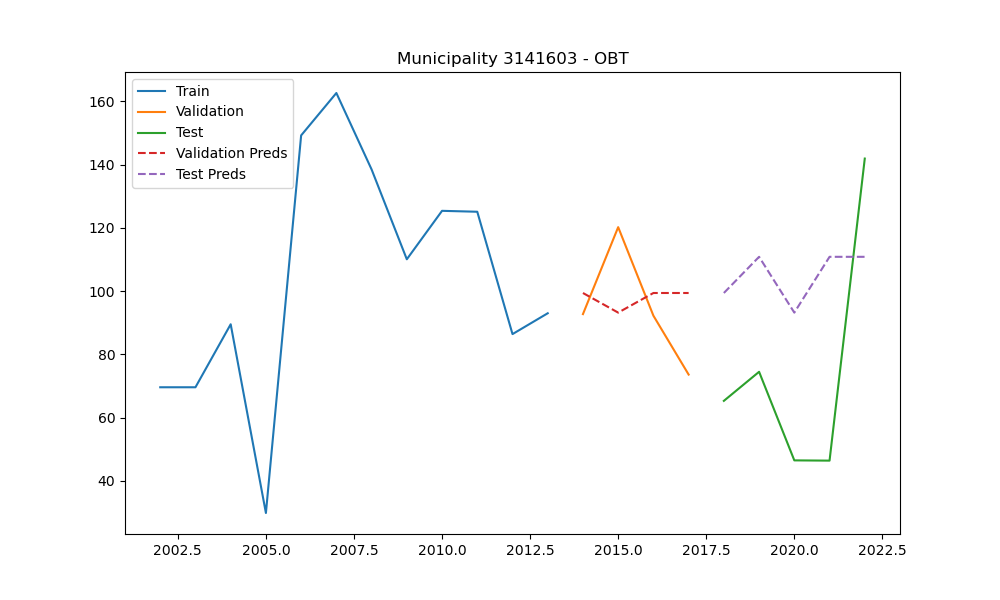 Municipality 3141603 - OBT
Train
Validation
Test
Validation Preds
Test Preds
160
140
120
100
80
60
40
2002.5 2005.0 2007.5 2010.0 2012.5 2015.0 2017.5 2020.0 2022.5